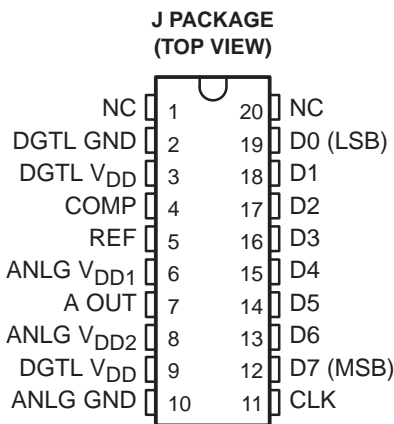 J PACKAGE
(TOP VIEW)
NC 1 20 NC
DGTL GND 2 19 D0 (LSB)
DGTL VDD 3 18 D1
COMP 4 17 D2
REF 5 16 D3
ANLG VDD1 6 15 D4
A OUT 7 14 D5
ANLG VDD2 8 13 D6
DGTL VDD 9 12 D7 (MSB)
ANLG GND 10 11 CLK